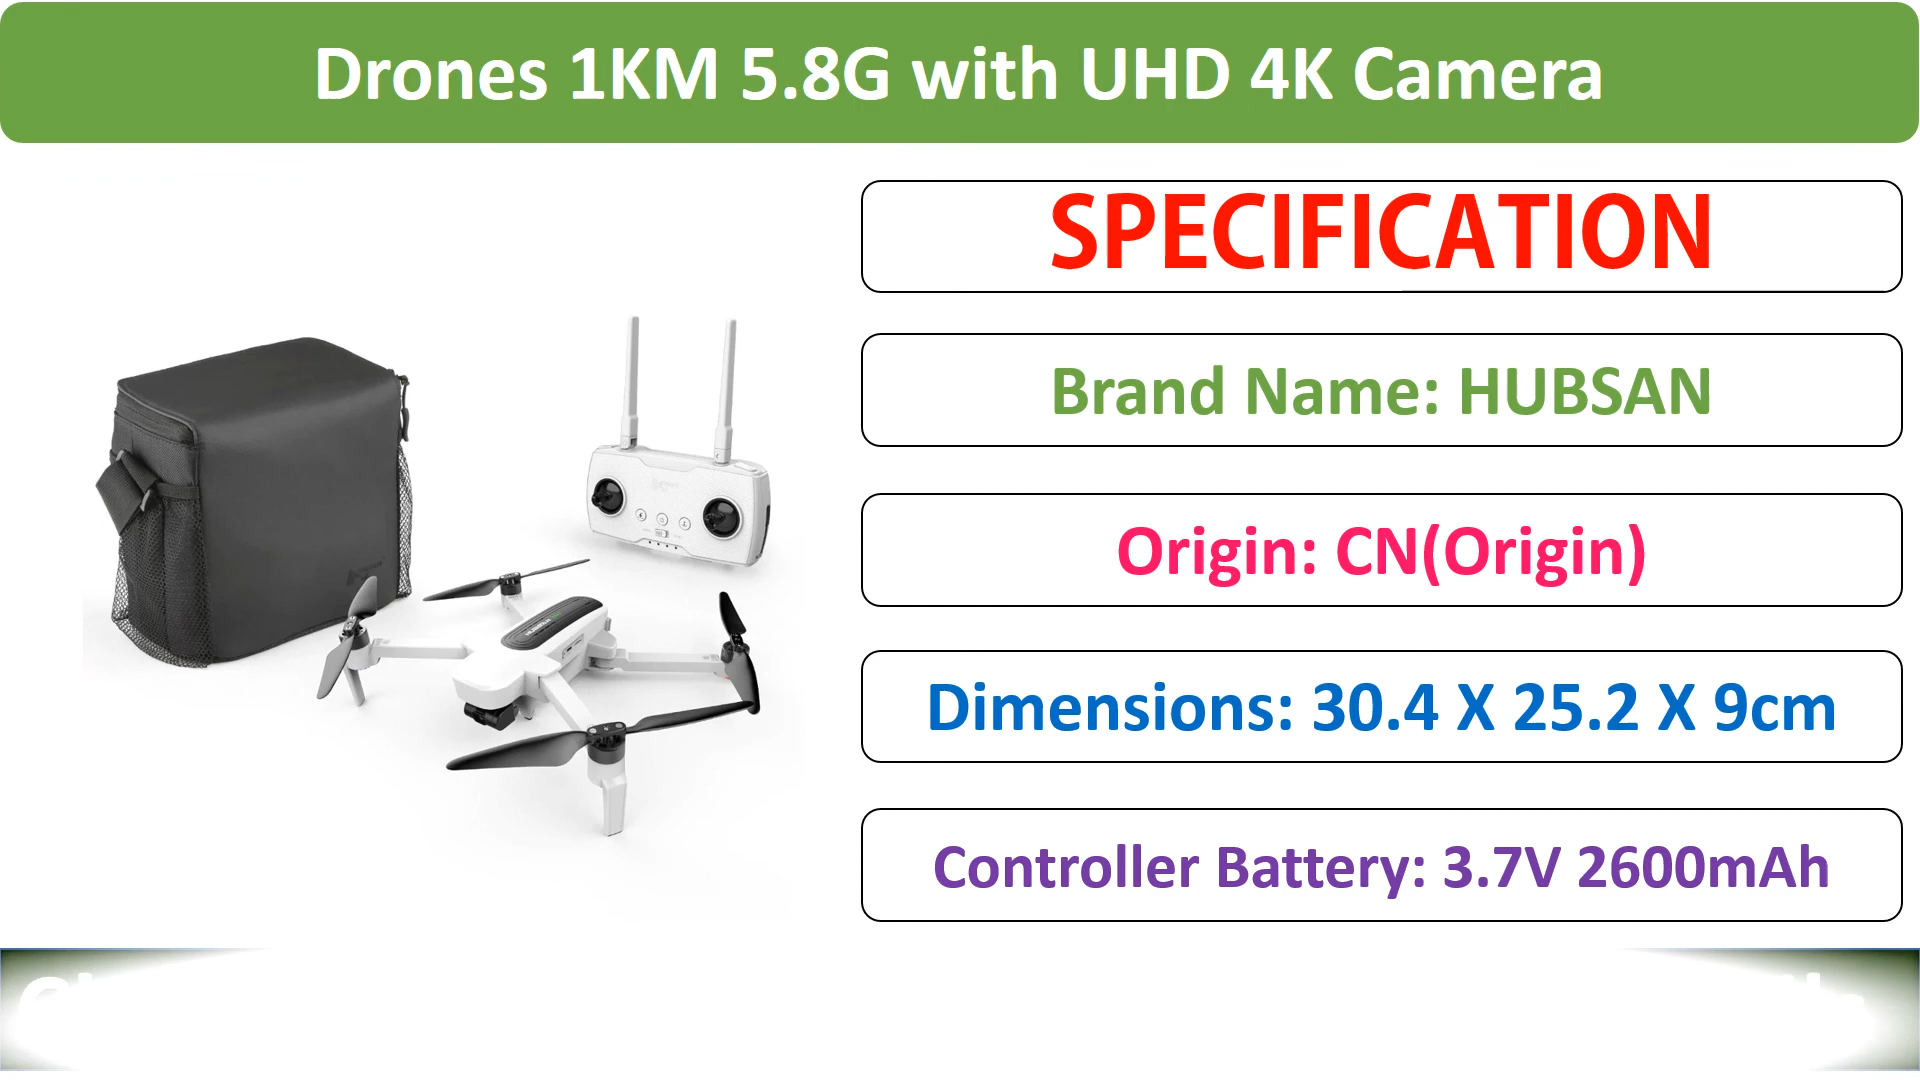 Drones 1KM 5.8G with UHD 4K Camera
SPECIFICATION
Brand Name: HUBSAN
Origin: CN(Origin)
Dimensions: 30.4 X 25.2 X 9cm
Controller Battery: 3.7V 2600mAh